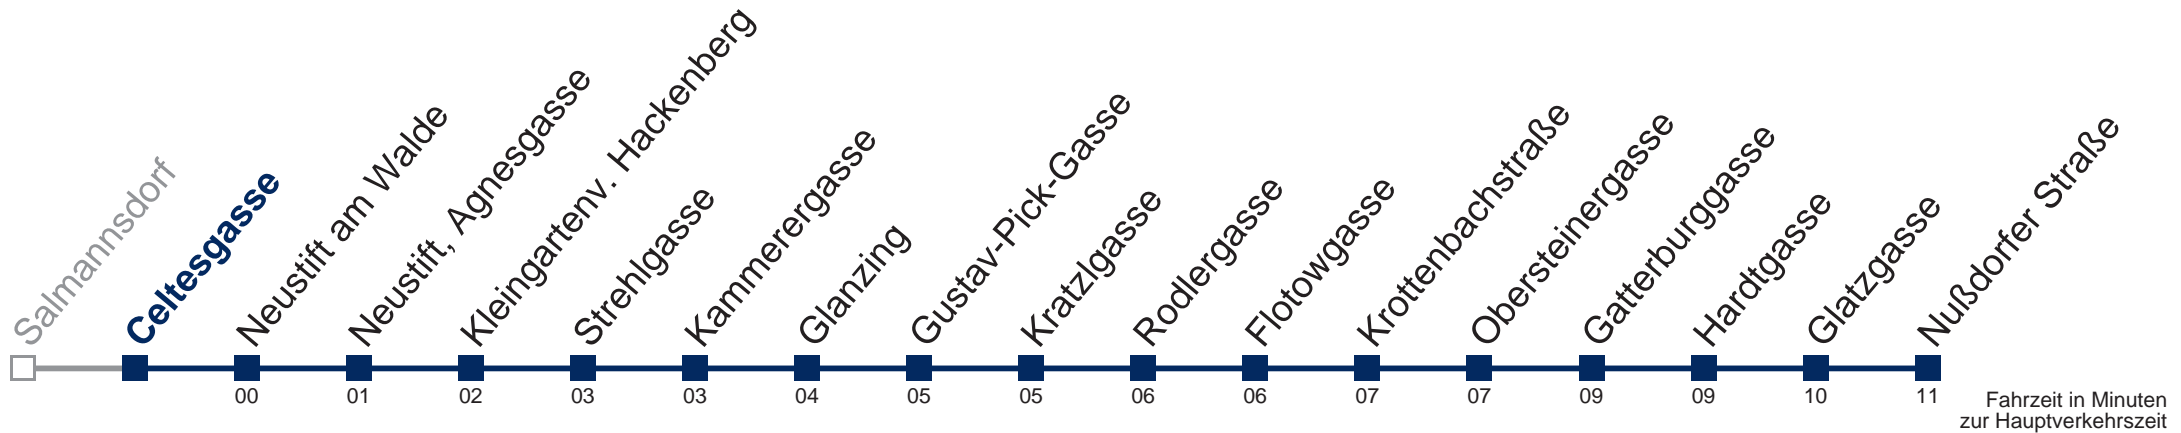 Salmannsdorf
Celtesgasse
Neustift am Walde
Neustift, Agnesgasse
Kleingartenv. Hackenberg
Strehlgasse
Kammerergasse
Glanzing
Gustav-Pick-Gasse
Kratzlgasse
Rodlergasse
Flotowgasse
Krottenbachstraße
Obersteinergasse
Gatterburggasse
Hardtgasse
Glatzgasse
Nußdorfer Straße
00 01 02 03 03 04 05 05 06 06 07 07 09 09 10 11
Fahrzeit in Minuten
zur Hauptverkehrszeit